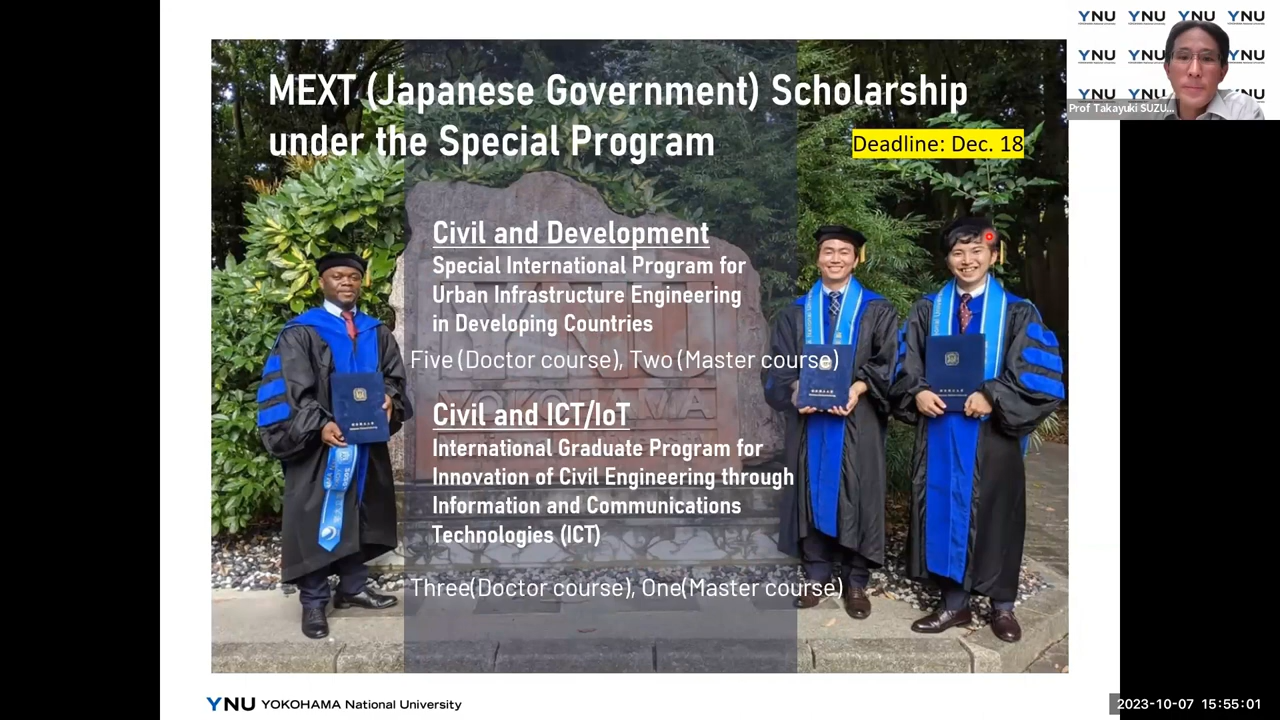 MEXT (Japanese Government) Scholarship
under the Special Program
Deadline: Dec. 18
Civil and Development
Special International Program for
Urban Infrastructure Engineering
in Developing Countries
Five (Doctor course), Two (Master course)
Civil and ICT/IoT
International Graduate Program for
Innovation of Civil Engineering through
Information and Communications
Technologies (ICT)
Three(Doctor course), One(Master course)
YNU YOKOHAMA National University
YNU YNU YNU YNU
YNU YNU YNU
YNU YNU YNU
Prof Takayuki SUZU...
2023-10-07 15:55:01